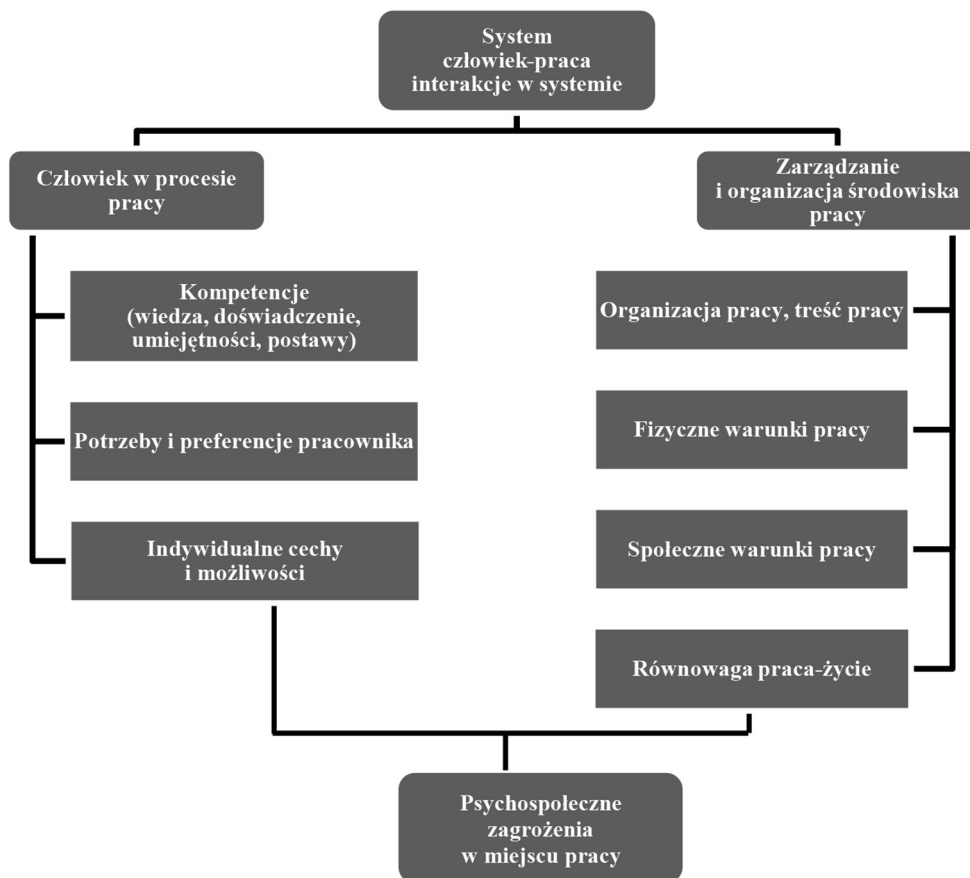 System
człowiek-praca
interakcje w systemie
Człowiek w procesie
pracy
Zarządzanie
i organizacja środowiska
pracy
Kompetencje
(wiedza, doświadczenie,
umiejętności, postawy)
Potrzeby i preferencje pracownika
Indywidualne cechy
i możliwości
Organizacja pracy, treść pracy
Fizyczne warunki pracy
Społeczne warunki pracy
Równowaga praca-życie
Psychospołeczne
zagrożenia
w miejscu pracy